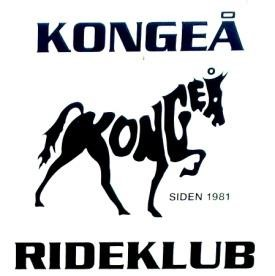 KONGEÅ
KONGEÅ
SIDEN 1981
RIDEKLUB